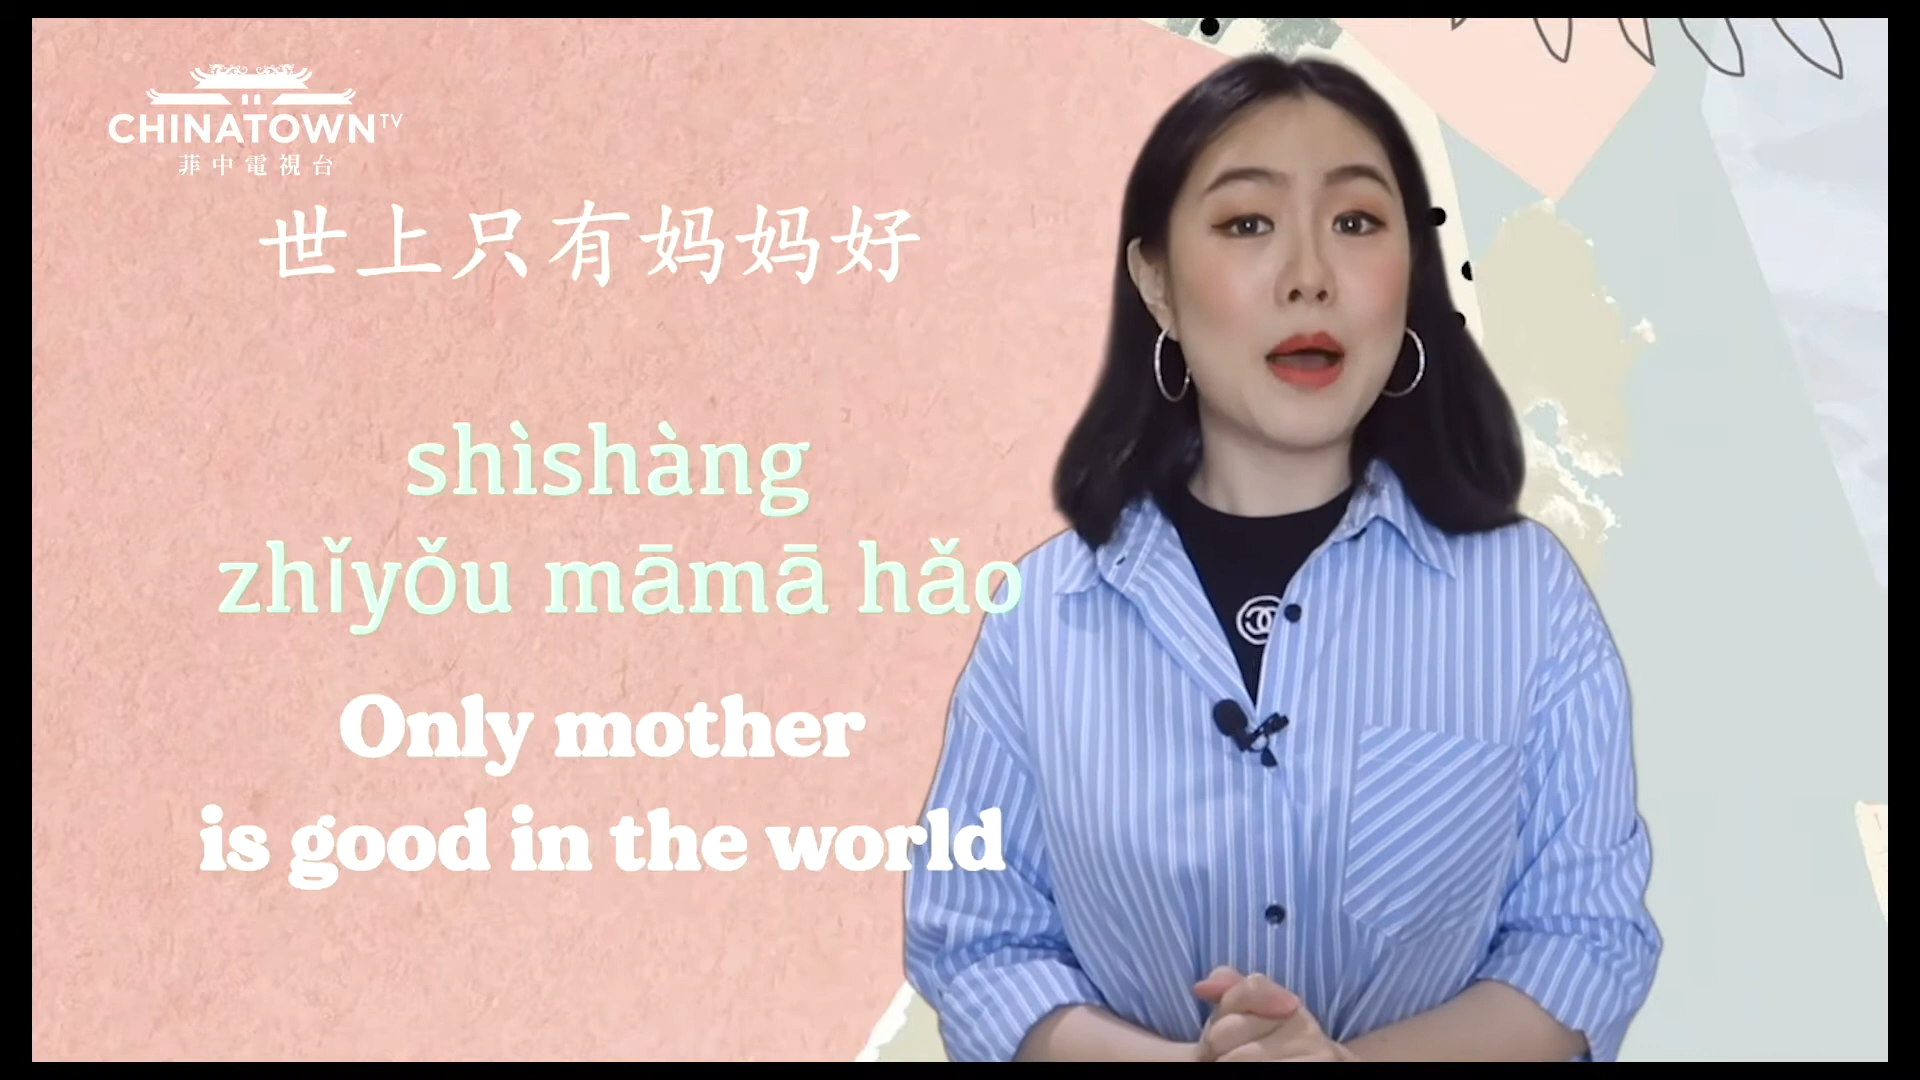 CHINATOWN TV
菲中電視台
世上只有妈妈好
shìshàng
zhǐyǒu māmā hǎo
Only mother
is good in the world